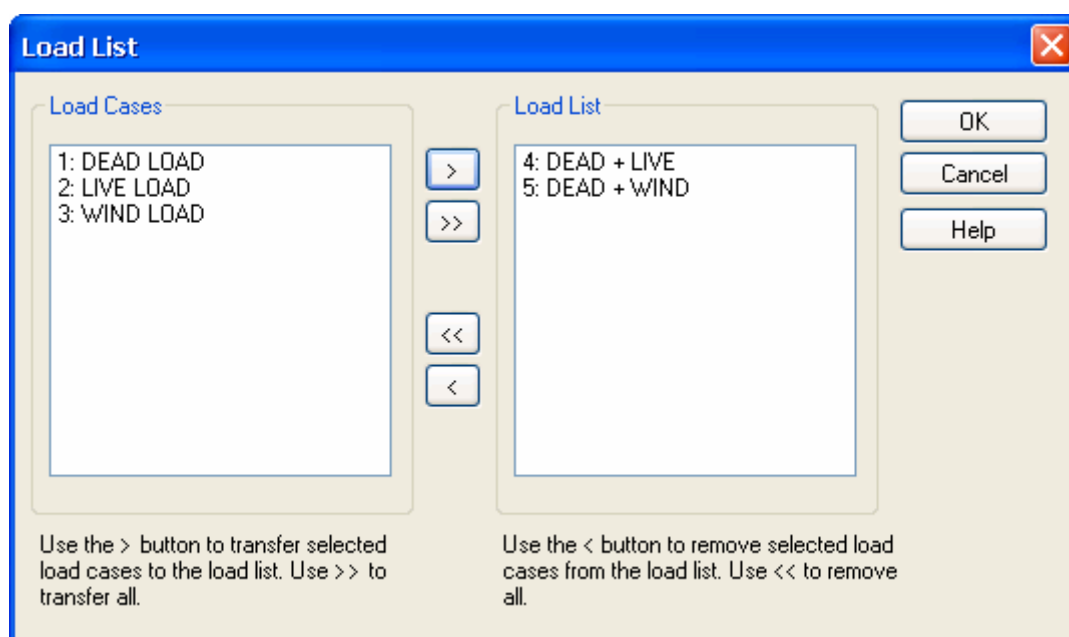 Load List
Load Cases
1: DEAD LOAD
2: LIVE LOAD
3: WIND LOAD
>
>>
<<
<
Load List
4: DEAD + LIVE
5: DEAD + WIND
OK
Cancel
Help
Use the > button to transfer selected
load cases to the load list. Use >> to
transfer all.
Use the < button to remove selected load
cases from the load list. Use << to remove
all.